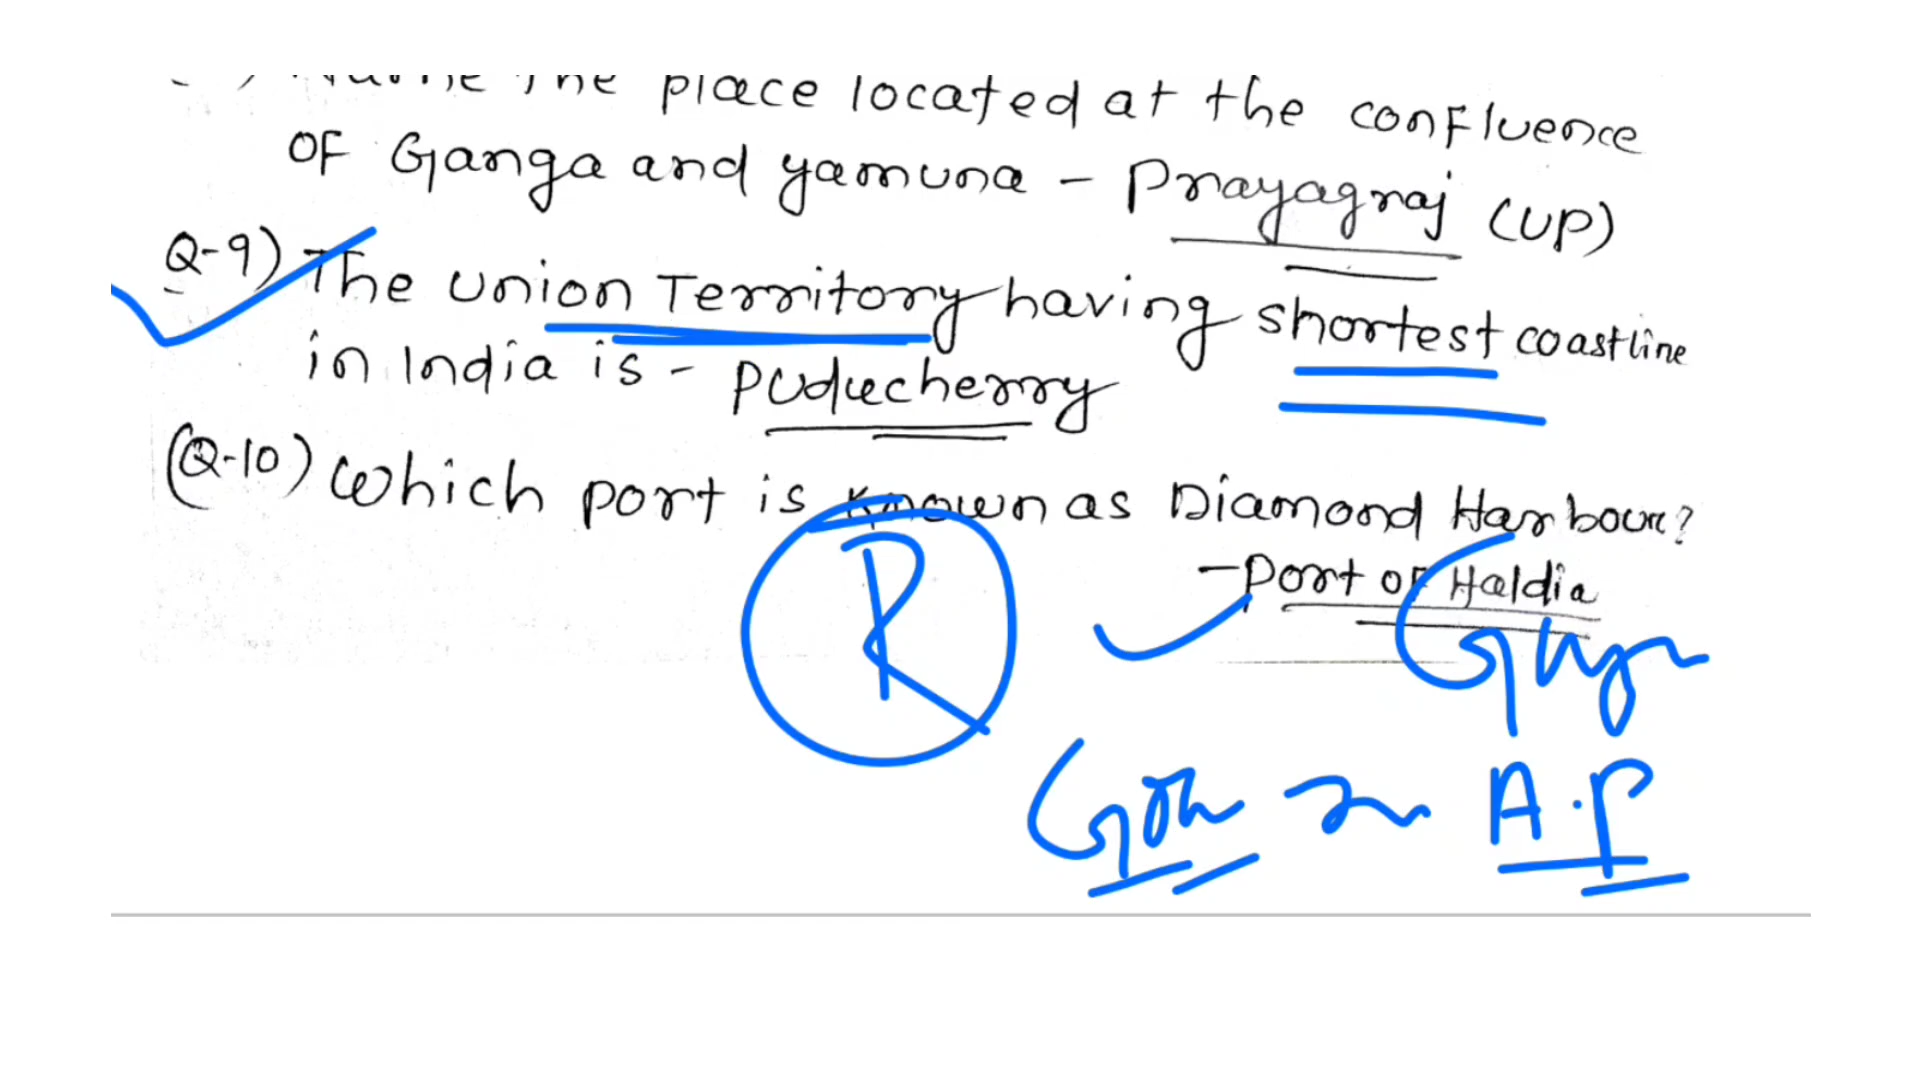 the place located at the confluence
of Ganga and yamuna - Prayagraj (UP)
Q-9) The union Territory having shortest coastline
in India is - Puducherry
(Q-10) Which port is known as Diamond Harbour?
- Port of Haldia
R
A.P